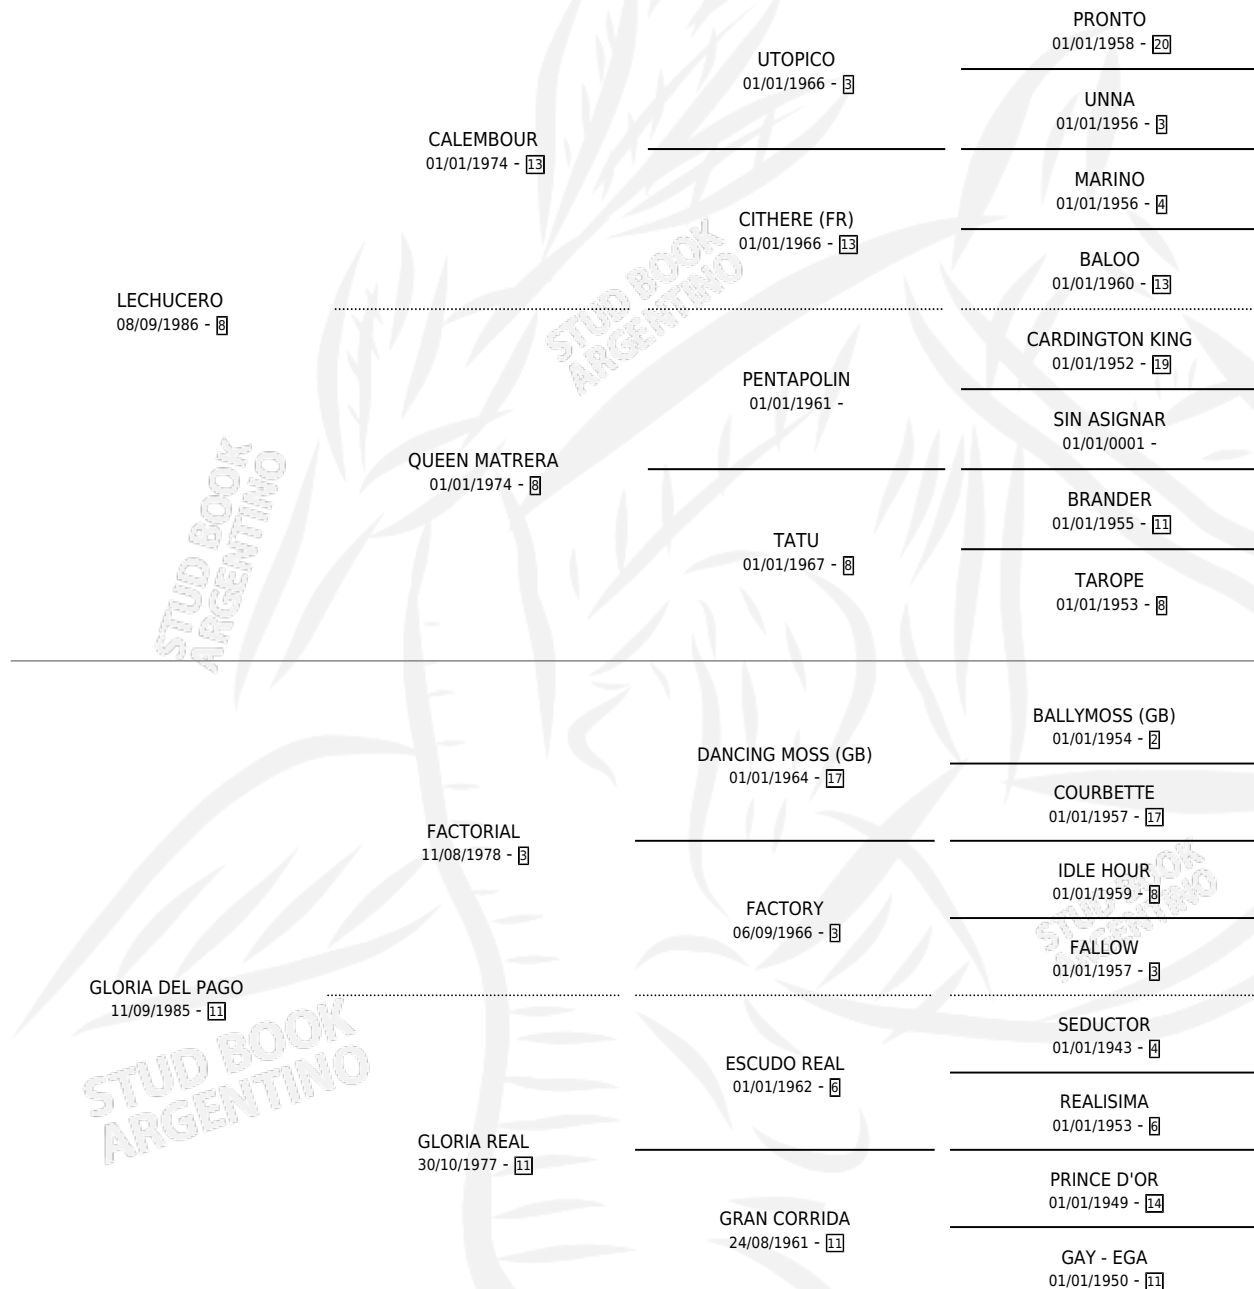 PRONTO
01/01/1958 - 20
UTOPICO
01/01/1966 - 3
UNNA
01/01/1956 - 3
CALEMBOUR
01/01/1974 - 13
MARINO
01/01/1956 - 4
CITHERE (FR)
01/01/1966 - 13
BALOO
01/01/1960 - 13
LECHUCERO
08/09/1986 - 8
STUD BOOK
ARGENTINO
CARDINGTON KING
01/01/1952 - 19
PENTAPOLIN
01/01/1961 -
SIN ASIGNAR
01/01/0001 -
QUEEN MATRERA
01/01/1974 - 8
BRANDER
01/01/1955 - 11
TATU
01/01/1967 - 8
TAROPE
01/01/1953 - 8
STUD BOOK
ARGENTINO
BALLYMOSS (GB)
01/01/1954 - 2
DANCING MOSS (GB)
01/01/1964 - 17
COURBETTE
01/01/1957 - 17
FACTORIAL
11/08/1978 - 3
IDLE HOUR
01/01/1959 - 8
FACTORY
06/09/1966 - 3
STUD BOOK
ARGENTINO
FALLOW
01/01/1957 - 3
GLORIA DEL PAGO
11/09/1985 - 11
SEDUCTOR
01/01/1943 - 4
ESCUDO REAL
01/01/1962 - 6
STUD BOOK
ARGENTINO
REALISIMA
01/01/1953 - 6
GLORIA REAL
30/10/1977 - 11
PRINCE D'OR
01/01/1949 - 14
GRAN CORRIDA
24/08/1961 - 11
GAY - EGA
01/01/1950 - 11